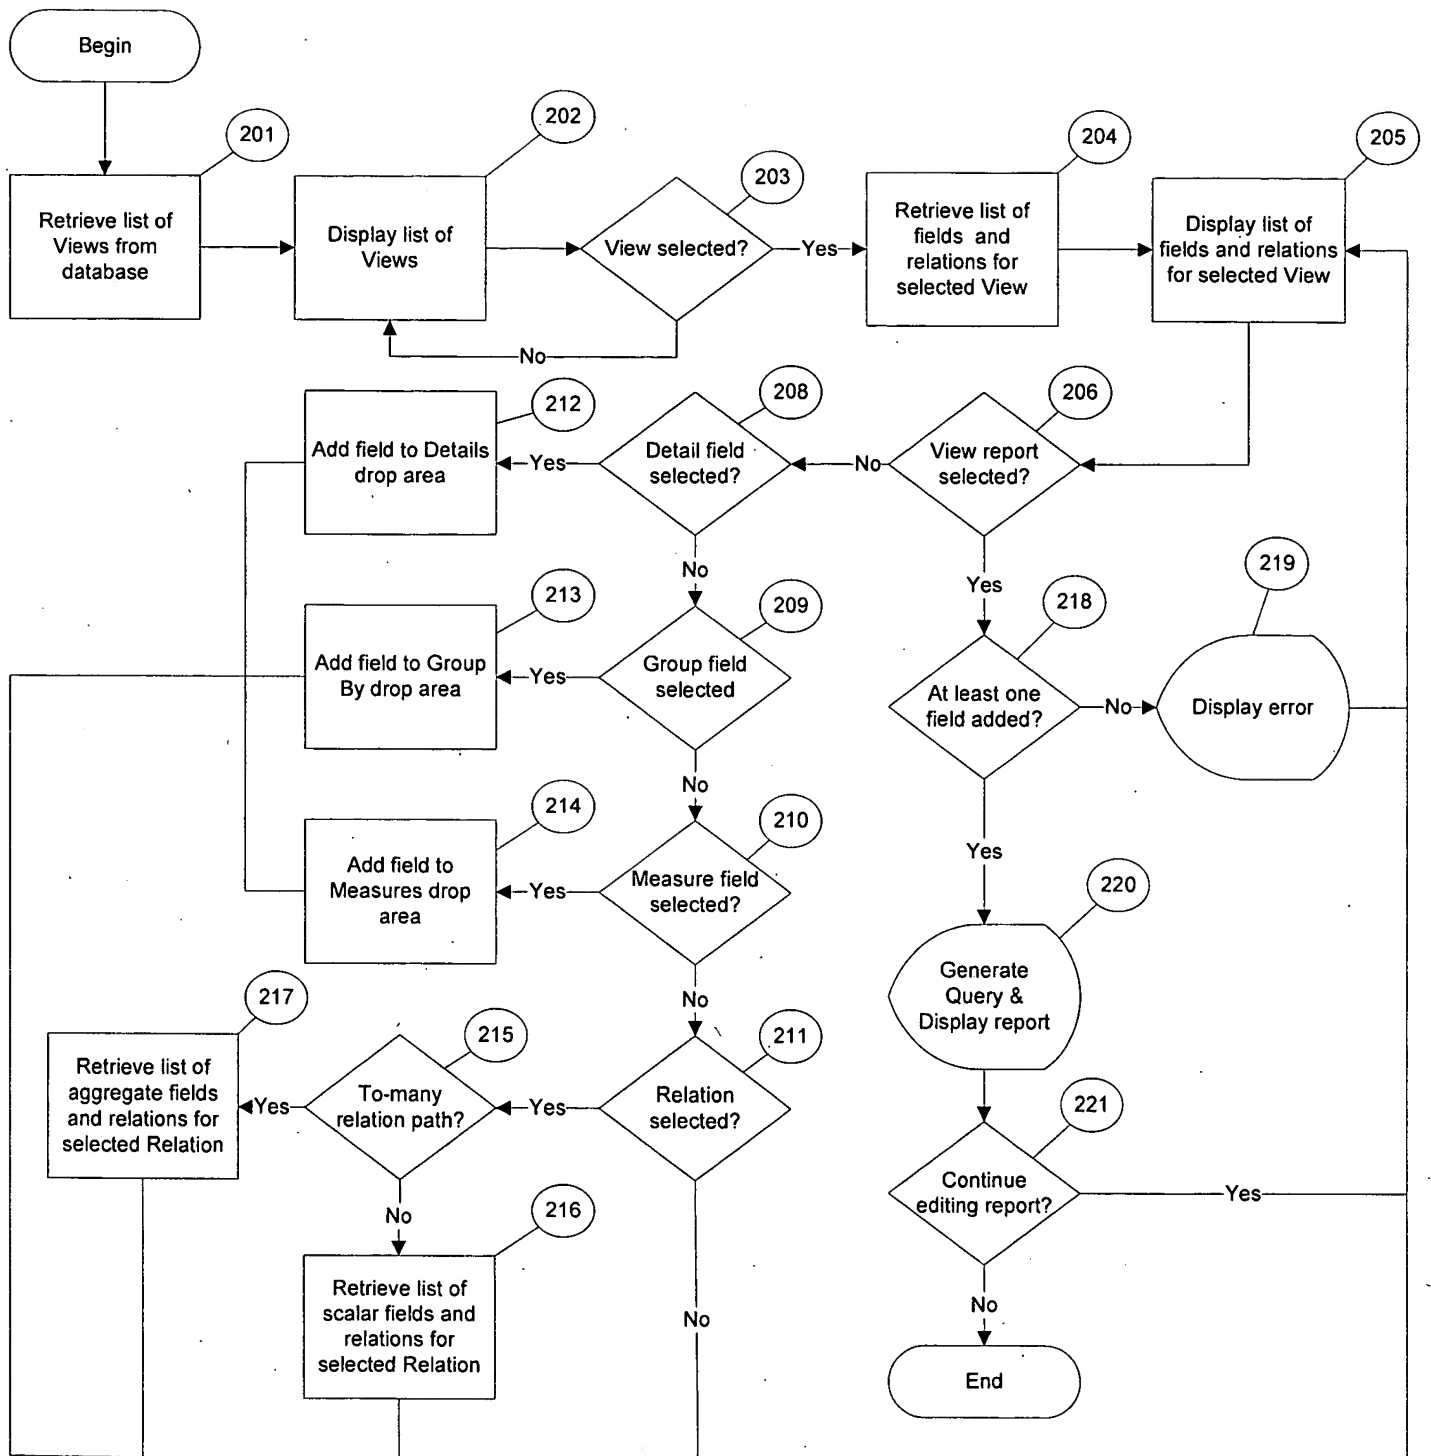 Begin
201
202
203
204
205
Retrieve list of
Views from
database
Display list of
Views
View selected?
Yes
Retrieve list of
fields and
relations for
selected View
Display list of
fields and relations
for selected View
No
212
208
206
Add field to Details
drop area
Yes
Detail field
selected?
No
View report
selected?
No
Yes
219
213
209
218
Add field to Group
By drop area
Yes
Group field
selected
At least one
field added?
No
Display error
No
214
210
Yes
Add field to
Measures drop
area
Yes
Measure field
selected?
220
Generate
Query &
Display report
No
217
215
211
Retrieve list of
aggregate fields
and relations for
selected Relation
Yes
To-many
relation path?
Yes
Relation
selected?
221
Continue
editing report?
Yes
No
216
Retrieve list of
scalar fields and
relations for
selected Relation
No
No
End